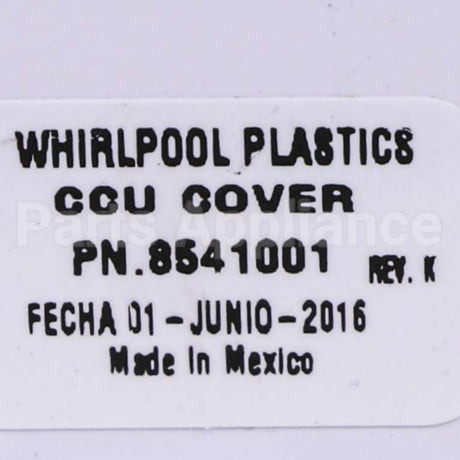 WHIRLPOOL PLASTICS
CCU COVER
Parts Appliance
PN.8541001 REV. K
FECHA 01-JUNIO-2016
Made In Mexico